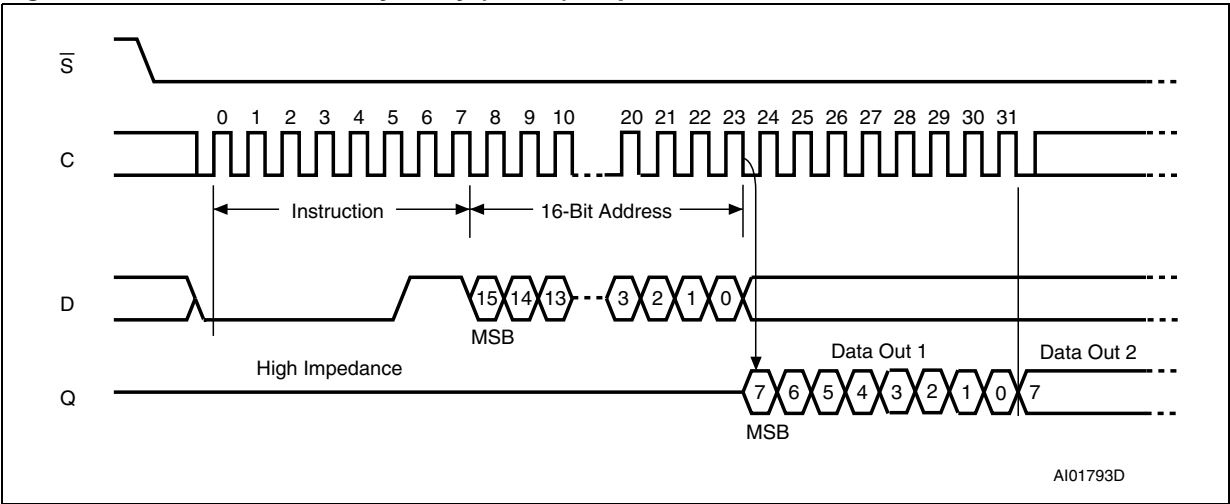 S
0 1 2 3 4 5 6 7 8 9 10 20 21 22 23 24 25 26 27 28 29 30 31
C
Instruction 16-Bit Address
D 15 14 13 3 2 1 0
MSB
High Impedance Data Out 1 Data Out 2
Q 7 6 5 4 3 2 1 0 7
MSB
AI01793D